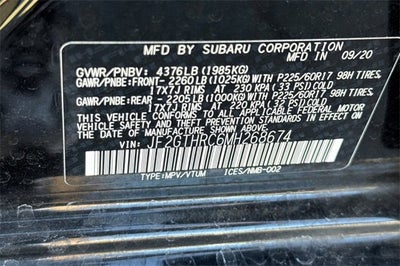 MFD BY SUBARU CORPORATION
09/20
GVWR/PNBV: 4376LB (1985KG)
GAWR/PNBE:FRONT- 2260LB (1025KG)WITH P225/60R17 98H TIRES,
17X7J RIMS AT 230 KPA (33 PSI)COLD
GAWR/PNBE:REAR - 2205LB (1000KG)WITH P225/60R17 98H TIRES,
17X7J RIMS AT 220 KPA (32 PSI)COLD
THIS VEHICLE CONFORMS TO ALL APPLICABLE FEDERAL MOTOR
VEHICLE SAFETY AND THEFT PREVENTION STANDARDS IN
EFFECT ON THE DATE OF MANUFACTURE SHOWN ABOVE.
VIN: JF2GTHRC6MH268674
TYPE:MPV/VTUM ICES/NMB-002